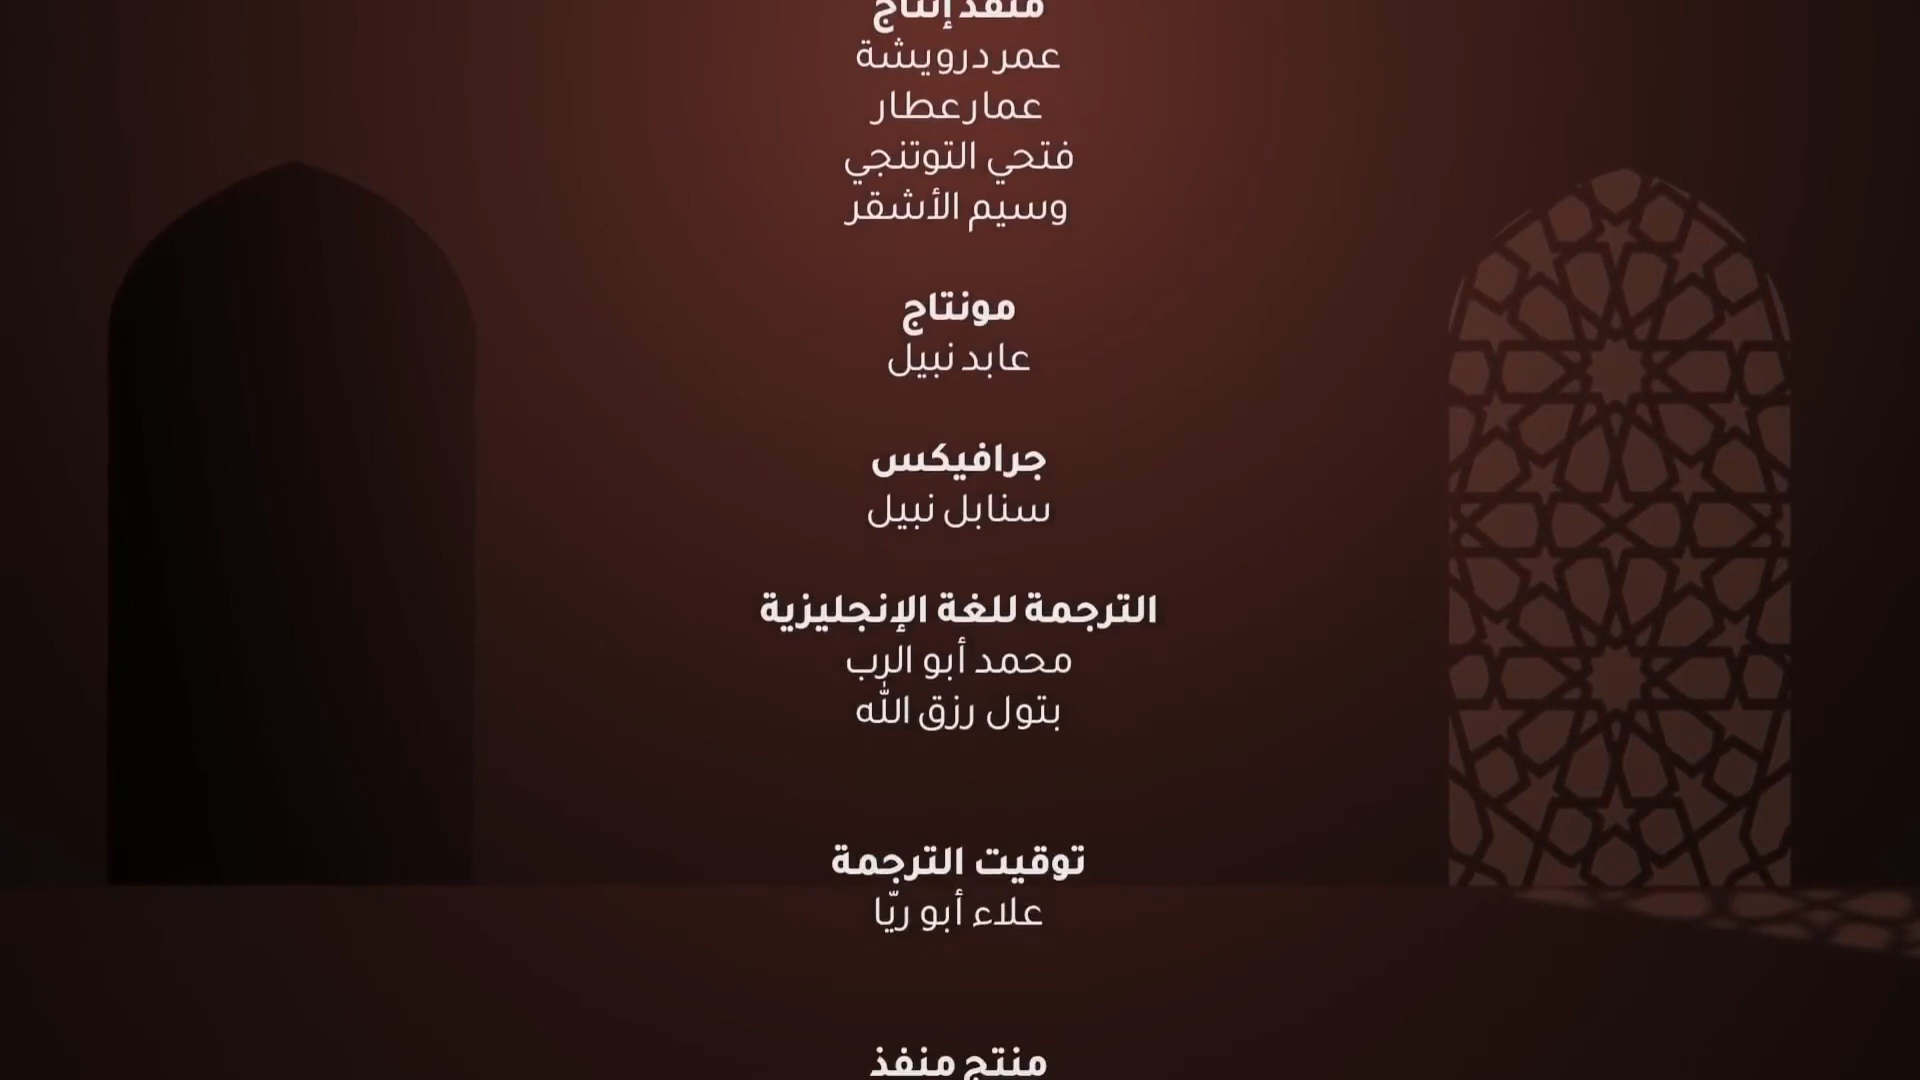 منفذ إنتاج
عمر درويشة
عمار عطار
فتحي التوتنجي
وسيم الأشقر
مونتاج
عابد نبيل
جرافيكس
سنابل نبيل
الترجمة للغة الإنجليزية
محمد أبو الرب
بتول رزق الله
توقيت الترجمة
علاء أبو ريّا
منتج منفذ